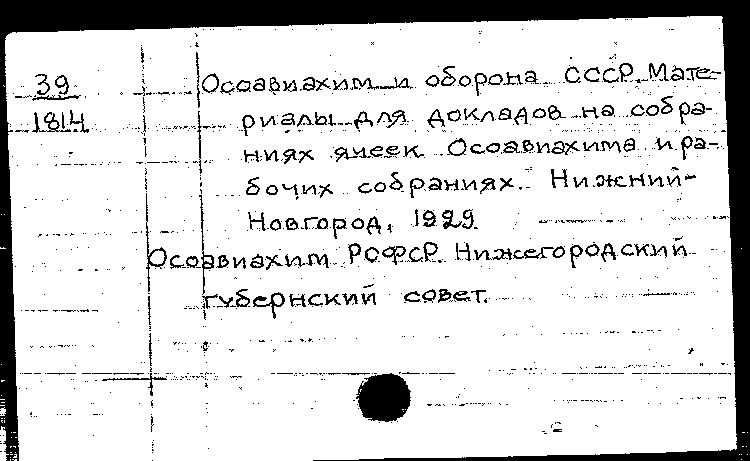 39
1814
Осоавиахим и оборона СССР. Мате-
риалы для докладов на собра-
ниях ячеек Осоавиахима и ра-
бочих собраниях. Нижний-
Новгород, 1929
Осоавиахим РСФСР. Нижегородский
губернский совет.